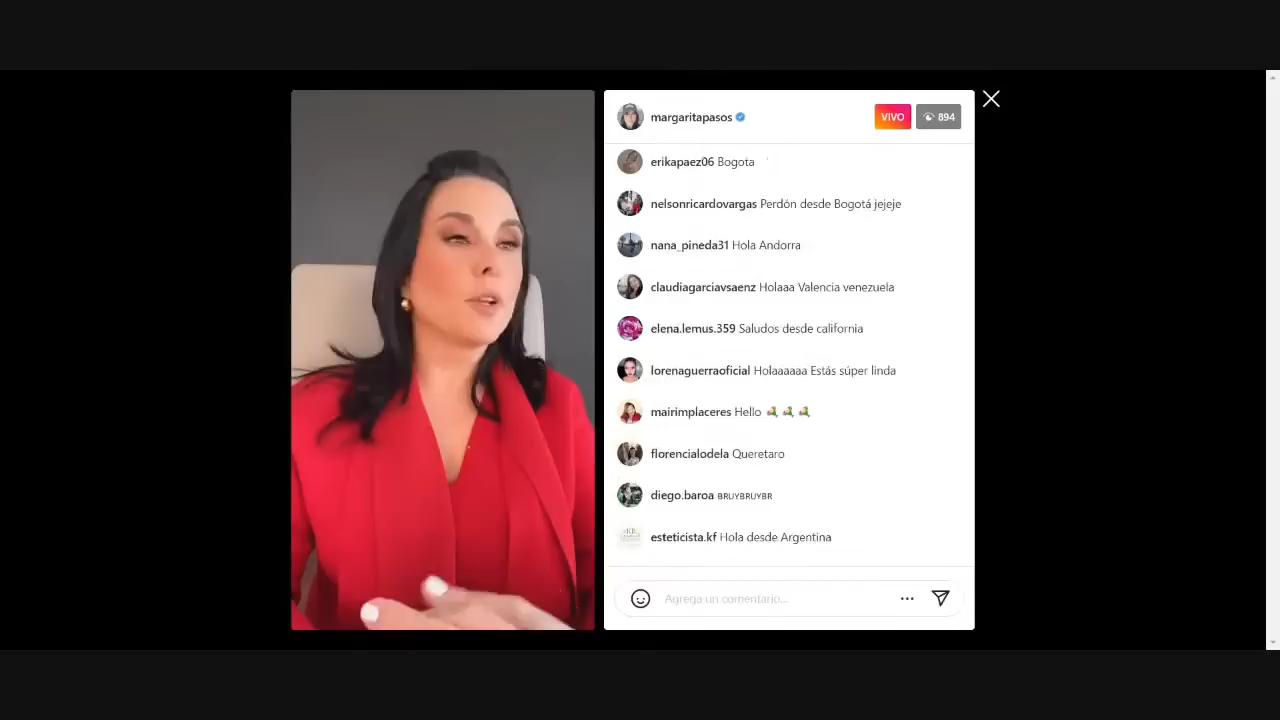 margaritapasos
VIVO
894
erikapaez06 Bogota
nelsonricardovargas Perdón desde Bogotá jejeje
nana_pineda31 Hola Andorra
claudiagarciavsaenz Holaaa Valencia venezuela
elena.lemus.359 Saludos desde california
lorenaguerraoficial Holaaaaaa Estás súper linda
mairimplaceres Hello
florencialodela Queretaro
diego.baroa ʙʀᴜʏʙʀᴜʏʙʀ
esteticista.kf Hola desde Argentina
Agrega un comentario...